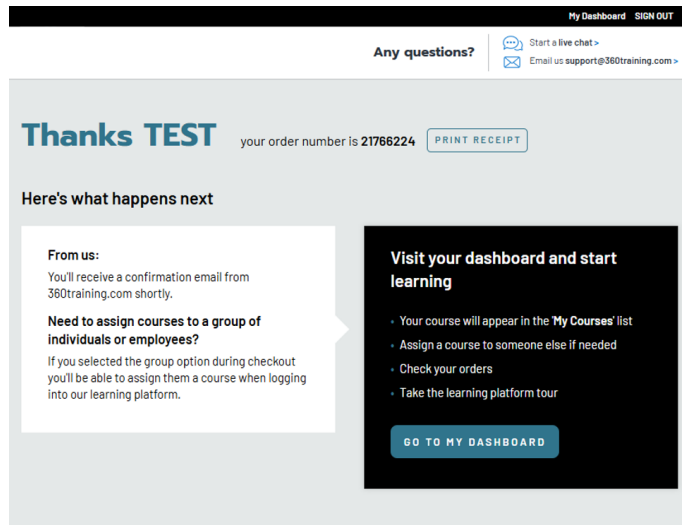 My Dashboard SIGN OUT
Any questions?
Start a live chat >
Email us support@360training.com >
Thanks TEST your order number is 21766224 PRINT RECEIPT
Here's what happens next
From us:
You'll receive a confirmation email from
360training.com shortly.
Need to assign courses to a group of
individuals or employees?
If you selected the group option during checkout
you'll be able to assign them a course when logging
into our learning platform.
Visit your dashboard and start
learning
• Your course will appear in the 'My Courses' list
• Assign a course to someone else if needed
• Check your orders
• Take the learning platform tour
GO TO MY DASHBOARD